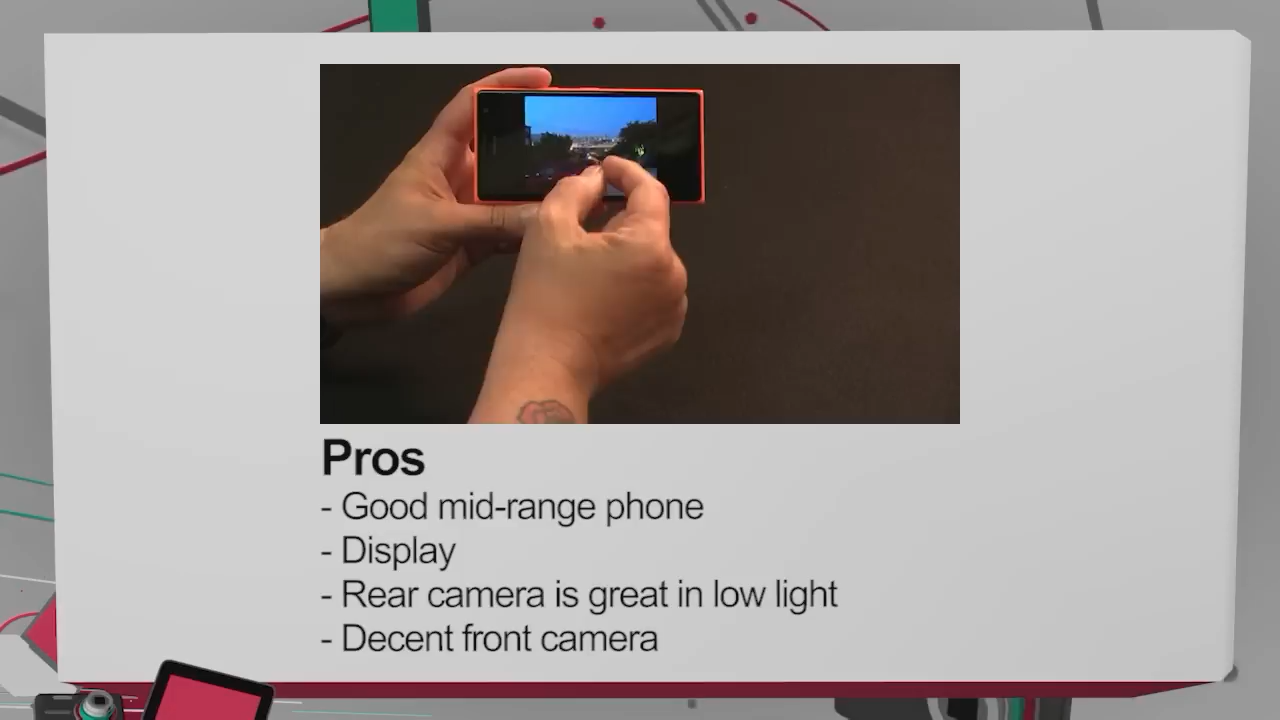 Pros
- Good mid-range phone
- Display
- Rear camera is great in low light
- Decent front camera